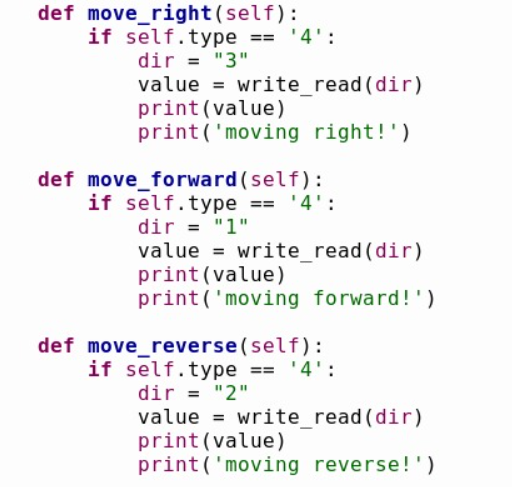 def move_right(self):
    if self.type == '4':
        dir = "3"
        value = write_read(dir)
        print(value)
        print('moving right!')

def move_forward(self):
    if self.type == '4':
        dir = "1"
        value = write_read(dir)
        print(value)
        print('moving forward!')

def move_reverse(self):
    if self.type == '4':
        dir = "2"
        value = write_read(dir)
        print(value)
        print('moving reverse!')